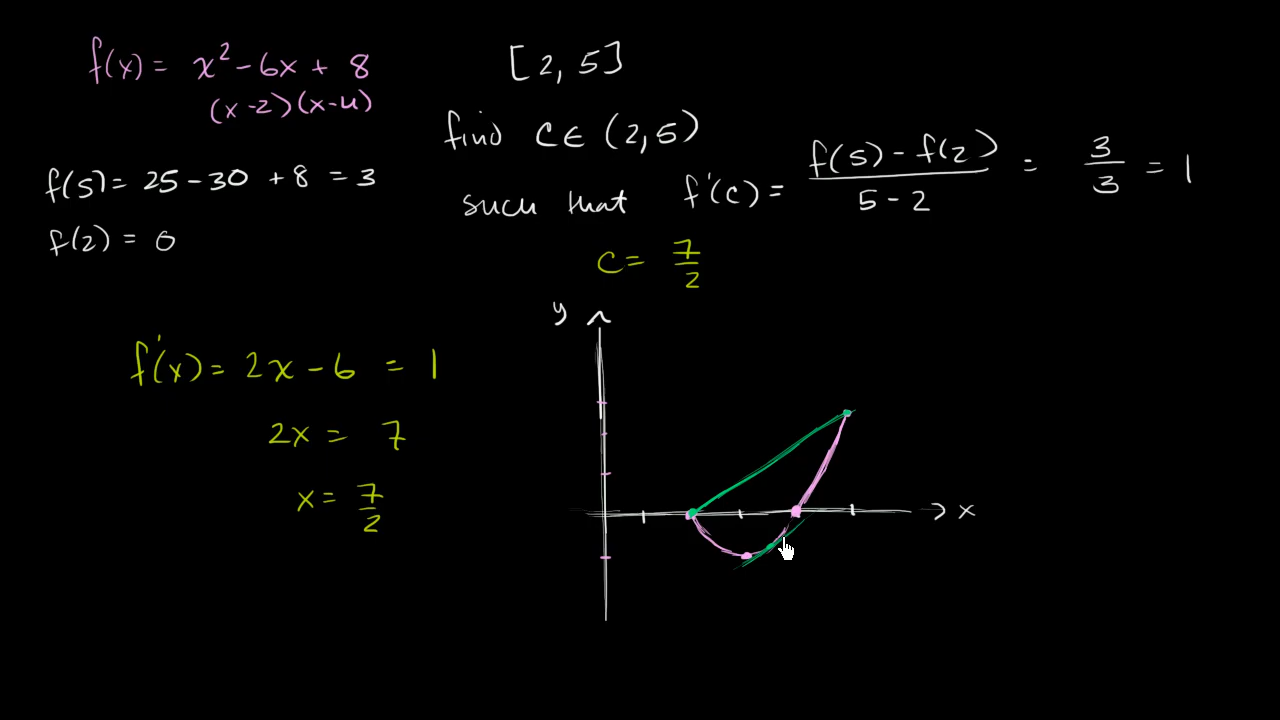 f(x) = x² - 6x + 8
(x-2)(x-4)
[2, 5]
find c ∈ (2,5)
such that f'(c) = (f(5) - f(2))/(5 - 2) = 3/3 = 1
f(5) = 25 - 30 + 8 = 3
f(2) = 0
c = 7/2
f'(x) = 2x - 6 = 1
2x = 7
x = 7/2
y
x